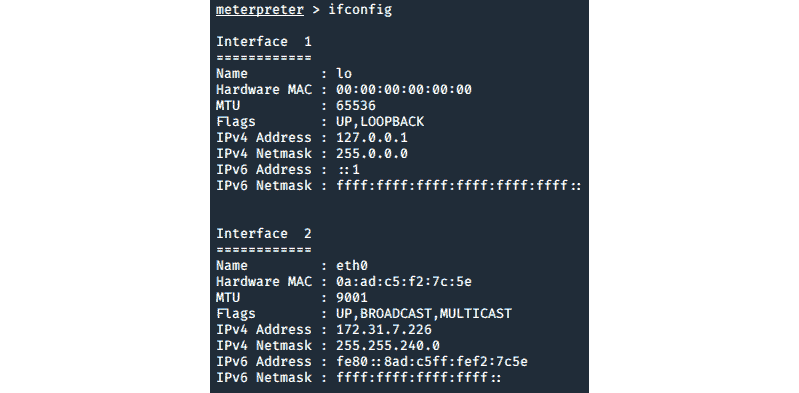 meterpreter > ifconfig
Interface  1
============
Name         : lo
Hardware MAC : 00:00:00:00:00:00
MTU          : 65536
Flags        : UP,LOOPBACK
IPv4 Address : 127.0.0.1
IPv4 Netmask : 255.0.0.0
IPv6 Address : ::1
IPv6 Netmask : ffff:ffff:ffff:ffff:ffff:ffff::
Interface  2
============
Name         : eth0
Hardware MAC : 0a:ad:c5:f2:7c:5e
MTU          : 9001
Flags        : UP,BROADCAST,MULTICAST
IPv4 Address : 172.31.7.226
IPv4 Netmask : 255.255.240.0
IPv6 Address : fe80::8ad:c5ff:fef2:7c5e
IPv6 Netmask : ffff:ffff:ffff:ffff::